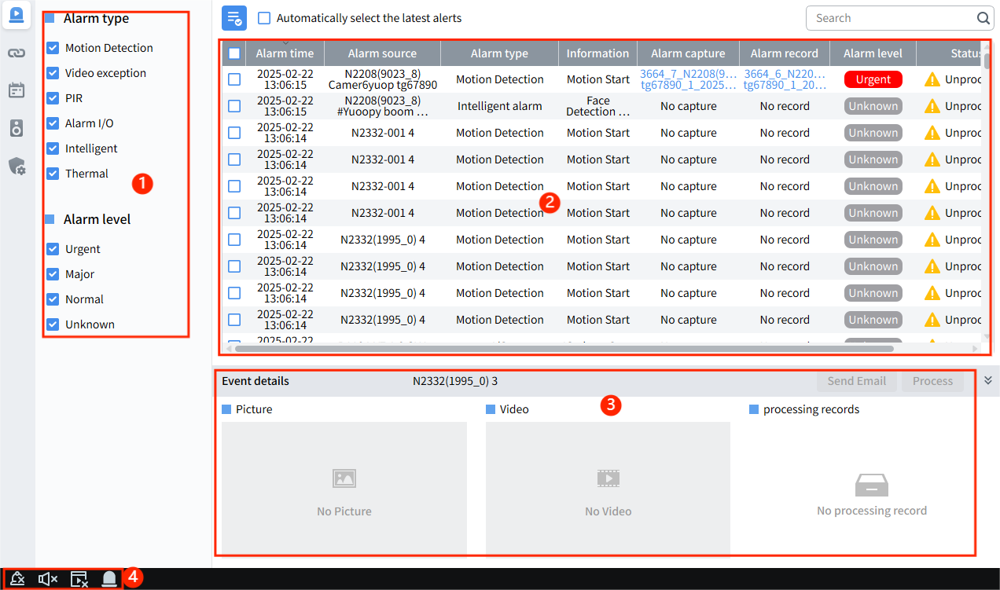 Alarm type
Motion Detection
Video exception
PIR
Alarm I/O
Intelligent
Thermal
1
Alarm level
Urgent
Major
Normal
Unknown
Automatically select the latest alerts
Search
Alarm time Alarm source Alarm type Information Alarm capture Alarm record Alarm level Status
2025-02-22 13:06:15 N2208(9023_8) Camer6yuop tg67890 Motion Detection Motion Start 3664_7_N2208(9... tg67890_1_2025... 3664_6_N220... tg67890_1_20... Urgent Unproc
2025-02-22 13:06:15 N2208(9023_8) #Yuoopy boom ... Intelligent alarm Face Detection ... No capture No record Unknown Unproc
2025-02-22 13:06:14 N2332-001 4 Motion Detection Motion Start No capture No record Unknown Unproc
2025-02-22 13:06:14 N2332-001 4 Motion Detection Motion Start No capture No record Unknown Unproc
2025-02-22 13:06:14 N2332-001 4 Motion Detection Motion Start No capture No record Unknown Unproc
2025-02-22 13:06:14 N2332-001 4 Motion Detection Motion Start No capture No record Unknown Unproc
2
2025-02-22 13:06:14 N2332(1995_0) 4 Motion Detection Motion Start No capture No record Unknown Unproc
2025-02-22 13:06:14 N2332(1995_0) 4 Motion Detection Motion Start No capture No record Unknown Unproc
2025-02-22 13:06:14 N2332(1995_0) 4 Motion Detection Motion Start No capture No record Unknown Unproc
2025-02-22 13:06:14 N2332(1995_0) 4 Motion Detection Motion Start No capture No record Unknown Unproc
2025-02-22
Event details N2332(1995_0) 3 Send Email Process
Picture Video 3 processing records
No Picture No Video No processing record
4